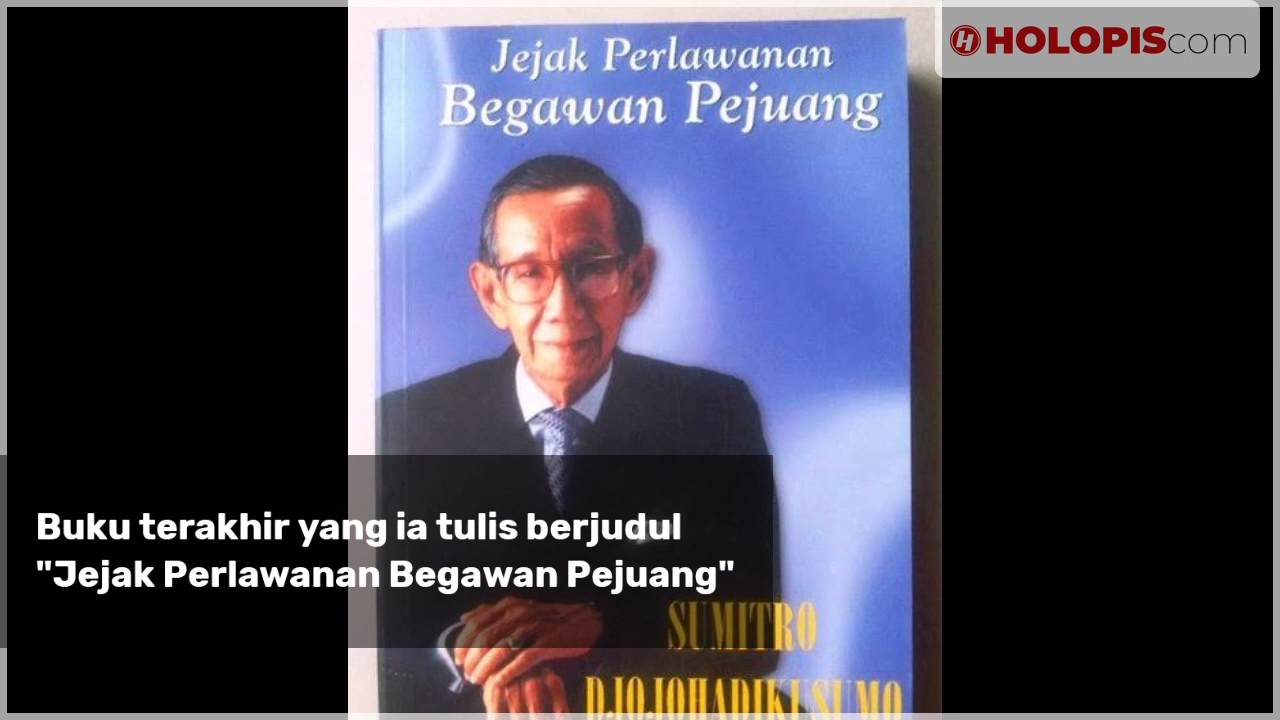 Jejak Perlawanan
Begawan Pejuang
HOLOPIScom
Buku terakhir yang ia tulis berjudul
"Jejak Perlawanan Begawan Pejuang"
SUMITRO
DJOJOHADIKUSUMO